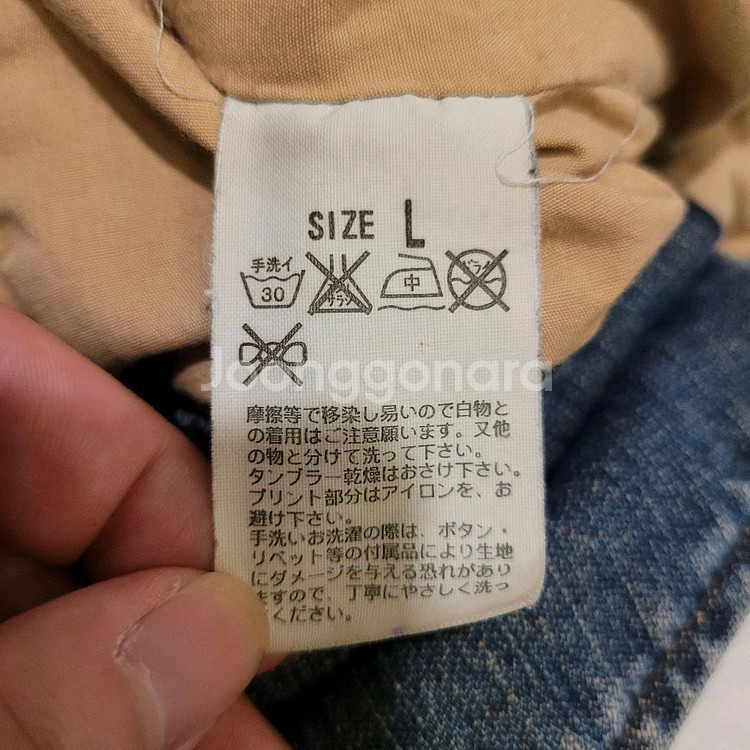 SIZE L
手洗イ
30
サラシ
中
ドライ
Joonggonara
摩擦等で移染し易いので白物と
の着用はご注意願います。又他
の物と分けて洗って下さい。
タンブラー乾燥はおさけ下さい。
プリント部分はアイロンを、お
避け下さい。
手洗いお洗濯の際は、ボタン・
リベット等の付属品により生地
にダメージを与える恐れがあり
ますので、丁寧にやさしく洗っ
ください。